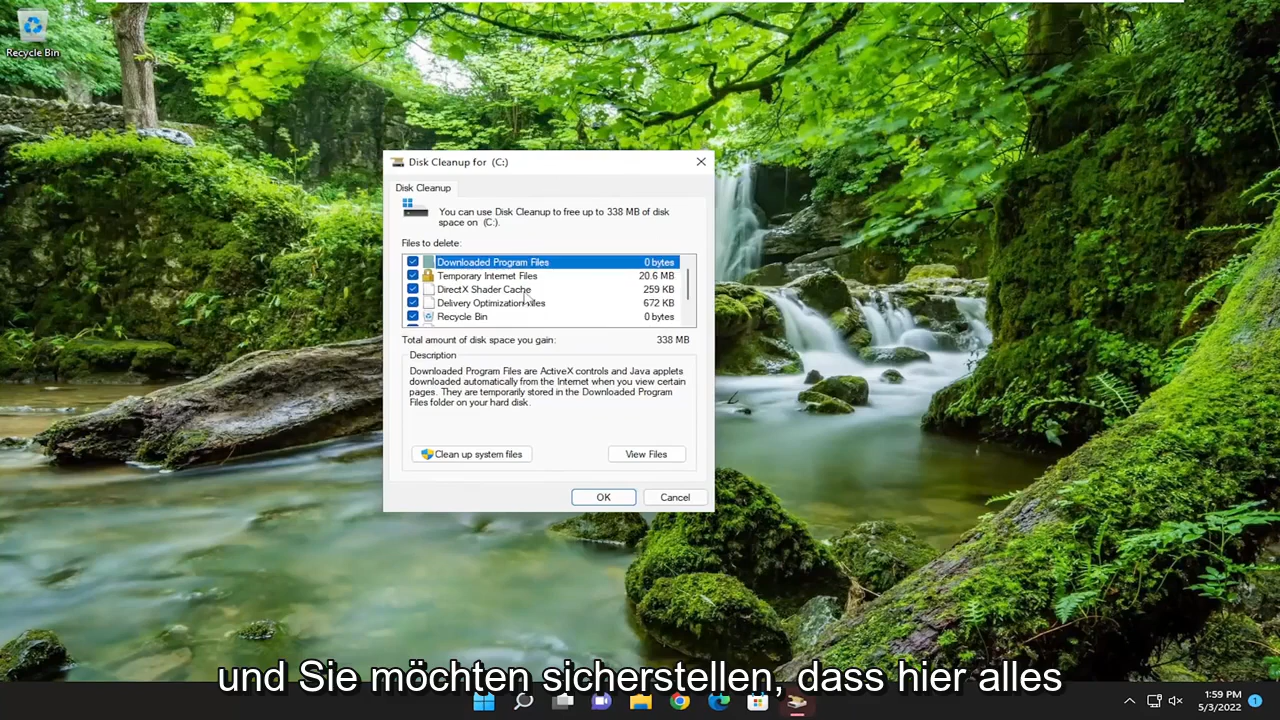 Recycle Bin
Disk Cleanup for (C:)
Disk Cleanup
You can use Disk Cleanup to free up to 338 MB of disk
space on (C:).
Files to delete:
Downloaded Program Files 0 bytes
Temporary Internet Files 20.6 MB
DirectX Shader Cache 259 KB
Delivery Optimization Files 672 KB
Recycle Bin 0 bytes
Total amount of disk space you gain: 338 MB
Description
Downloaded Program Files are ActiveX controls and Java applets
downloaded automatically from the Internet when you view certain
pages. They are temporarily stored in the Downloaded Program
Files folder on your hard disk.
Clean up system files View Files
OK Cancel
und Sie möchten sicherstellen, dass hier alles
1:59 PM
5/3/2022
1